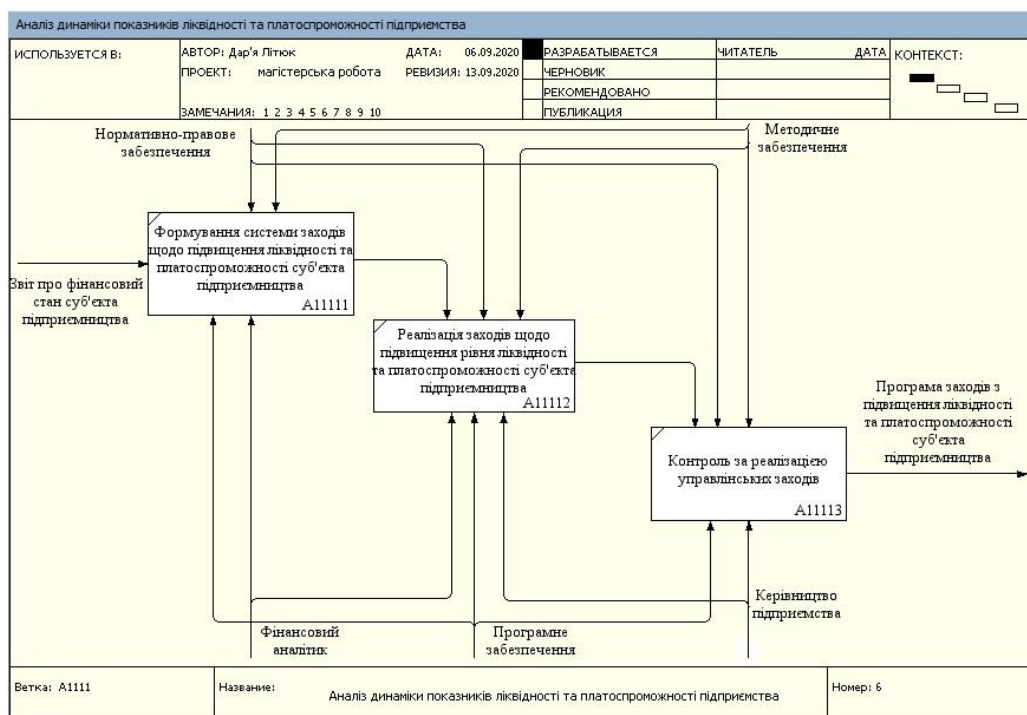 Аналіз динаміки показників ліквідності та платоспроможності підприємства
ИСПОЛЬЗУЕТСЯ В:
АВТОР: Дар'я Літюк
ДАТА: 06.09.2020
ПРОЕКТ: магістерська робота
РЕВИЗИЯ: 13.09.2020
ЗАМЕЧАНИЯ: 1 2 3 4 5 6 7 8 9 10
РАЗРАБАТЫВАЕТСЯ
ЧЕРНОВИК
РЕКОМЕНДОВАНО
ПУБЛИКАЦИЯ
ЧИТАТЕЛЬ ДАТА
КОНТЕКСТ:
Нормативно-правове
забезпечення
Методичне
забезпечення
Формування системи заходів
щодо підвищення ліквідності та
платоспроможності суб'єкта
підприємництва
A11111
Звіт про фінансовий
стан суб'єкта
підприємництва
Реалізація заходів щодо
підвищення рівня ліквідності
та платоспроможності суб'єкта
підприємництва
A11112
Програма заходів з
підвищення ліквідності
та платоспроможності
суб'єкта
підприємництва
Контроль за реалізацією
управлінських заходів
A11113
Керівництво
підприємства
Фінансовий
аналітик
Програмне
забезпечення
Ветка: A1111
Название: Аналіз динаміки показників ліквідності та платоспроможності підприємства
Номер: 6